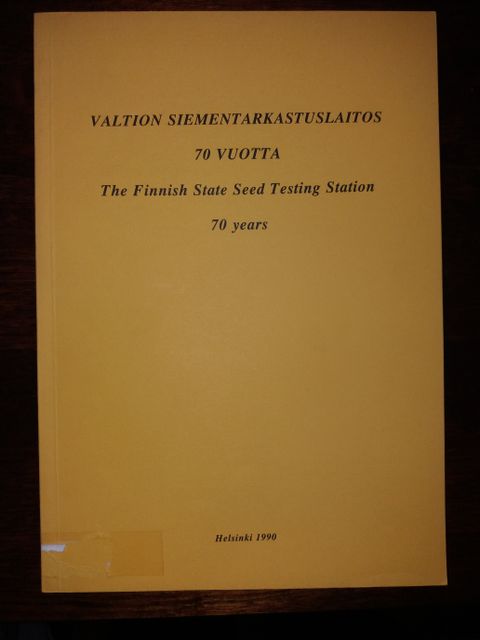 VALTION SIEMENTARKASTUSLAITOS
70 VUOTTA
The Finnish State Seed Testing Station
70 years
Helsinki 1990